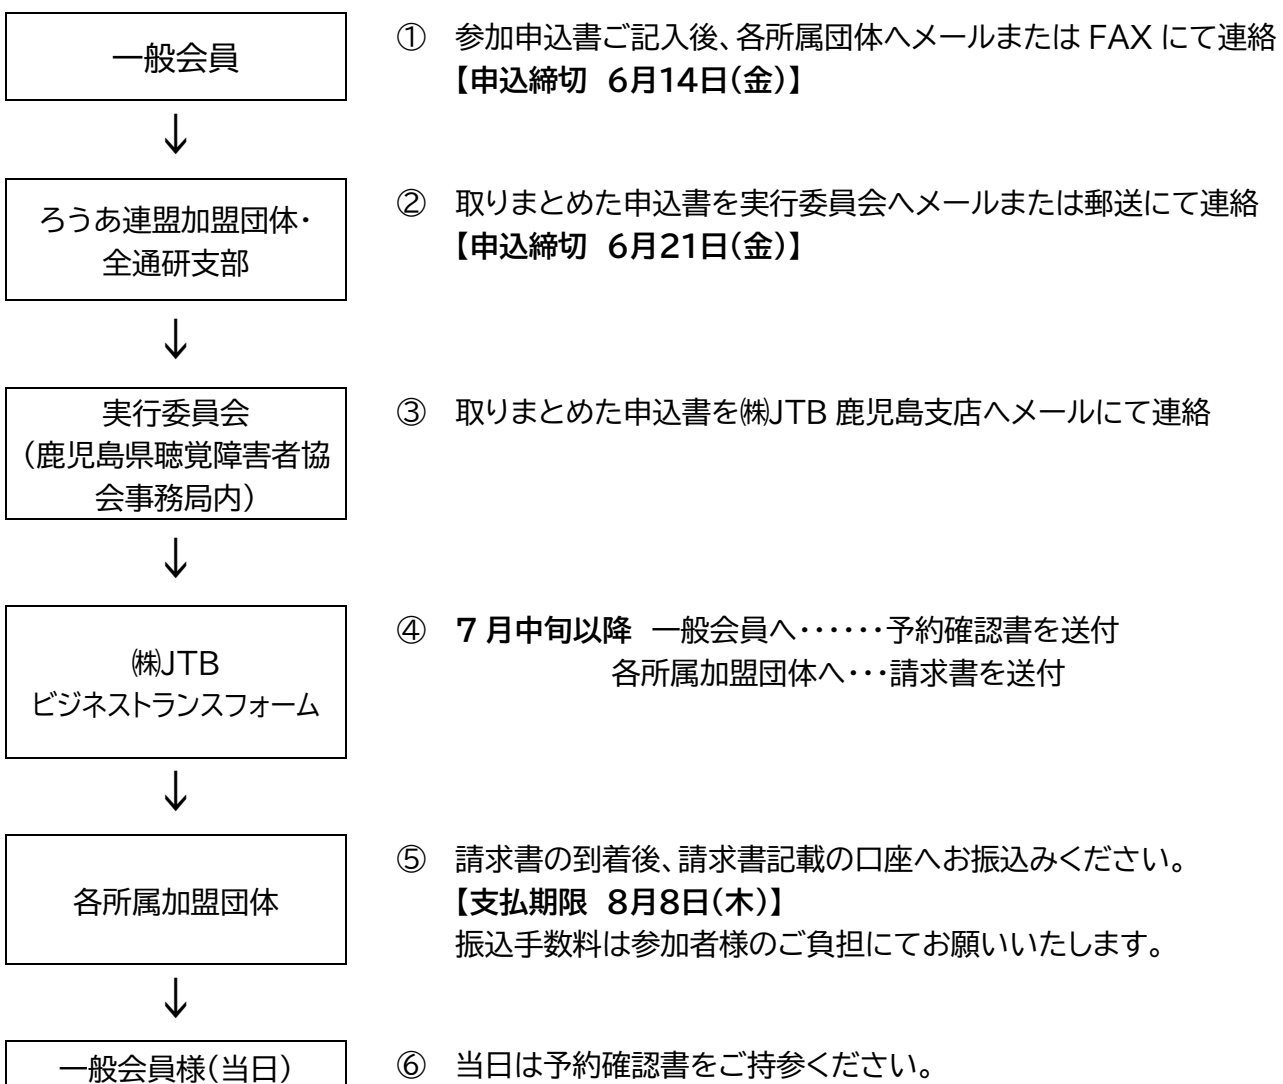 一般会員
① 参加申込書ご記入後、各所属団体へメールまたは FAX にて連絡
【申込締切 6月14日(金)】
↓
ろうあ連盟加盟団体・
全通研支部
② 取りまとめた申込書を実行委員会へメールまたは郵送にて連絡
【申込締切 6月21日(金)】
↓
実行委員会
(鹿児島県聴覚障害者協
会事務局内)
③ 取りまとめた申込書を㈱JTB 鹿児島支店へメールにて連絡
↓
㈱JTB
ビジネストランスフォーム
④ 7 月中旬以降 一般会員へ・・・・・・予約確認書を送付
各所属加盟団体へ・・・請求書を送付
↓
各所属加盟団体
⑤ 請求書の到着後、請求書記載の口座へお振込みください。
【支払期限 8月8日(木)】
振込手数料は参加者様のご負担にてお願いいたします。
↓
一般会員様(当日)
⑥ 当日は予約確認書をご持参ください。